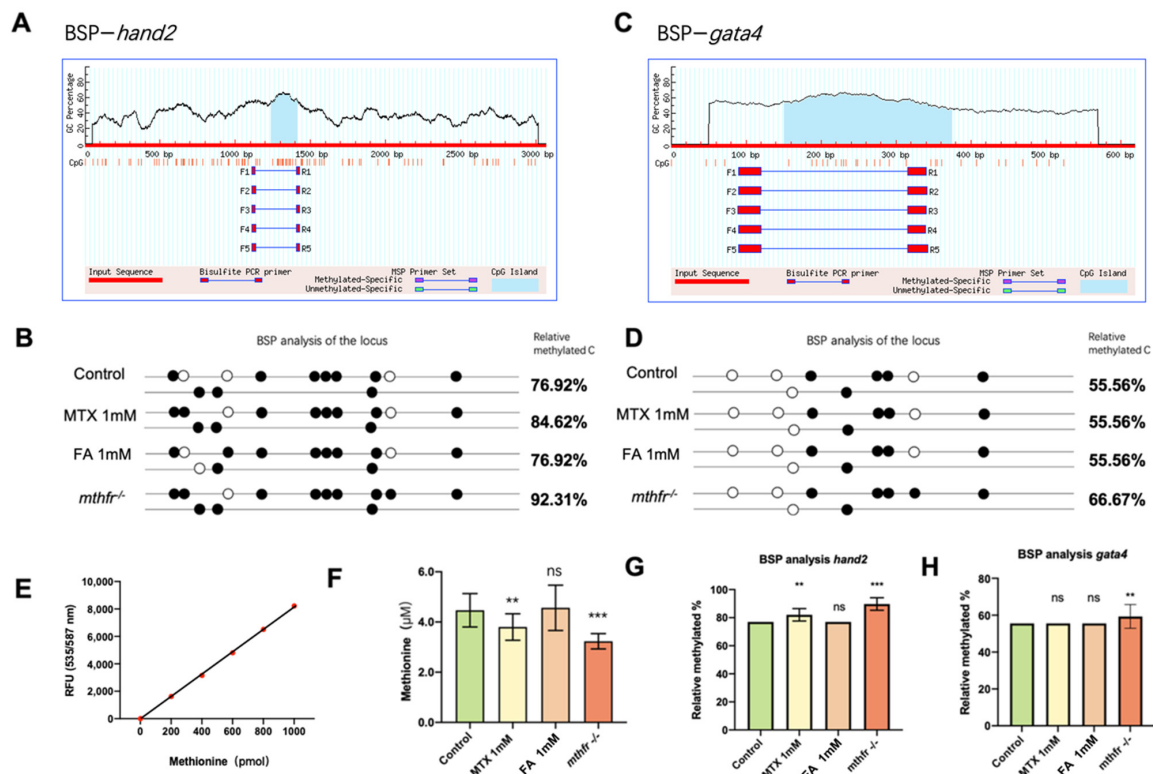 A
BSP–hand2
GC Percentage
80
60
40
20
0
0
500 bp
1000 bp
1500 bp
2000 bp
2500 bp
3000 bp
CpG
F1 R1
F2 R2
F3 R3
F4 R4
F5 R5
Input Sequence
Bisulfite PCR primer
MSP Primer Set
CpG Island
Methylated-Specific
Unmethylated-Specific
C
BSP–gata4
GC Percentage
80
60
40
20
0
0
100 bp
200 bp
300 bp
400 bp
500 bp
600 bp
CpG
F1 R1
F2 R2
F3 R3
F4 R4
F5 R5
Input Sequence
Bisulfite PCR primer
MSP Primer Set
CpG Island
Methylated-Specific
Unmethylated-Specific
B
BSP analysis of the locus
Relative
methylated C
Control
76.92%
MTX 1mM
84.62%
FA 1mM
76.92%
mthfr-/-
92.31%
D
BSP analysis of the locus
Relative
methylated C
Control
55.56%
MTX 1mM
55.56%
FA 1mM
55.56%
mthfr-/-
66.67%
E
RFU (535/587 nm)
10,000
8,000
6,000
4,000
2,000
0
0 200 400 600 800 1000
Methionine (pmol)
F
Methionine (μM)
6.0
4.0
2.0
0.0
**
ns
***
Control
MTX 1mM
FA 1mM
mthfr -/-
G
BSP analysis hand2
Relative methylated %
100
80
60
40
20
0
**
ns
***
Control
MTX 1mM
FA 1mM
mthfr -/-
H
BSP analysis gata4
Relative methylated %
80
60
40
20
0
ns
ns
**
Control
MTX 1mM
FA 1mM
mthfr -/-